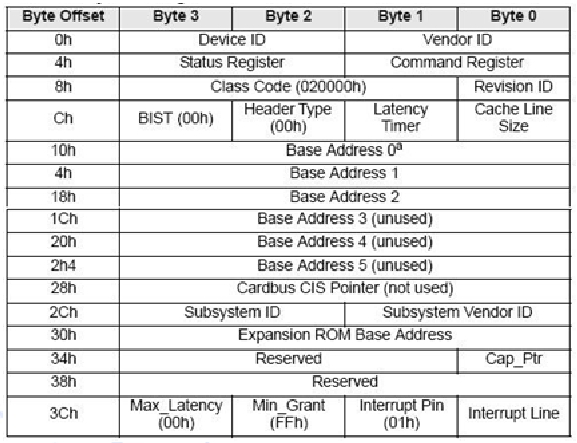 Byte Offset Byte 3 Byte 2 Byte 1 Byte 0
0h Device ID Vendor ID
4h Status Register Command Register
8h Class Code (020000h) Revision ID
Ch BIST (00h) Header Type (00h) Latency Timer Cache Line Size
10h Base Address 0a
4h Base Address 1
18h Base Address 2
1Ch Base Address 3 (unused)
20h Base Address 4 (unused)
2h4 Base Address 5 (unused)
28h Cardbus CIS Pointer (not used)
2Ch Subsystem ID Subsystem Vendor ID
30h Expansion ROM Base Address
34h Reserved Cap_Ptr
38h Reserved
3Ch Max_Latency (00h) Min_Grant (FFh) Interrupt Pin (01h) Interrupt Line